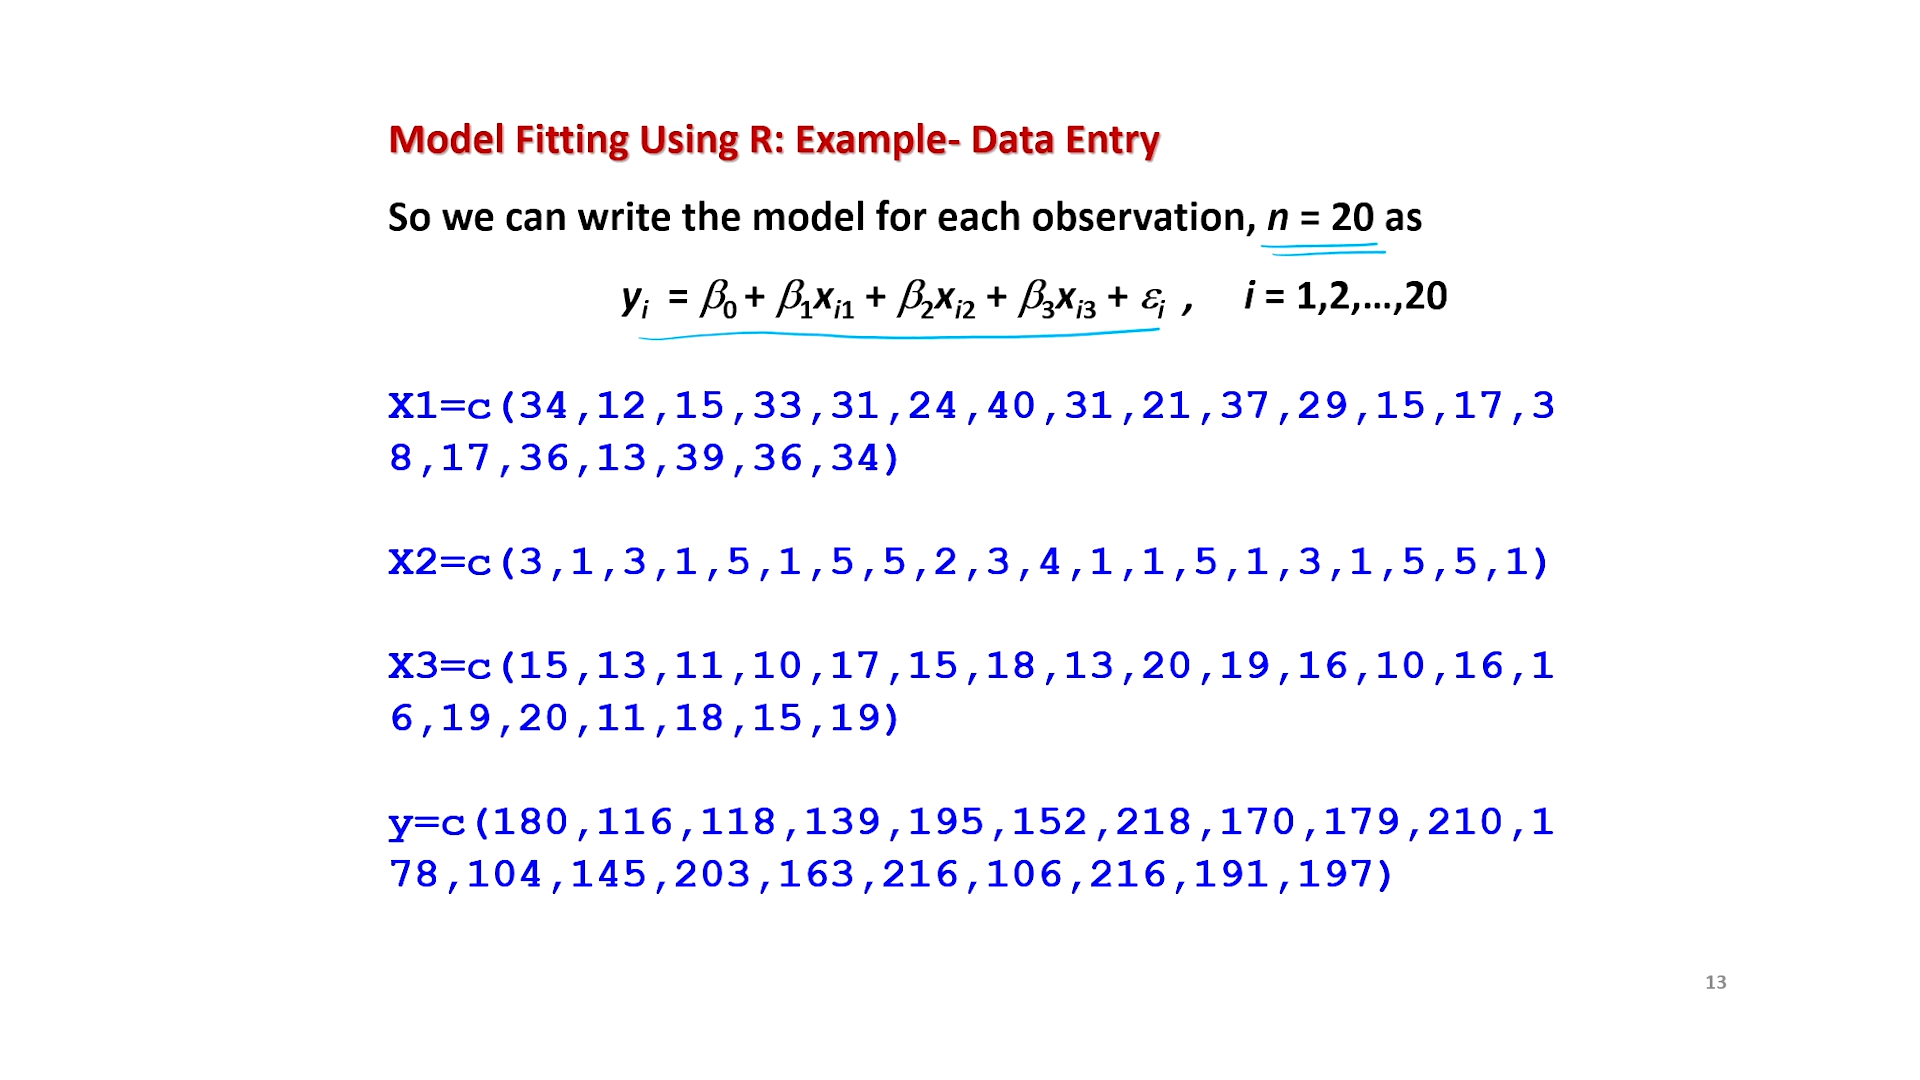 Model Fitting Using R: Example- Data Entry
So we can write the model for each observation, n = 20 as
yᵢ = β₀ + β₁xᵢ₁ + β₂xᵢ₂ + β₃xᵢ₃ + εᵢ , i = 1,2,...,20
X1=c(34,12,15,33,31,24,40,31,21,37,29,15,17,3
8,17,36,13,39,36,34)
X2=c(3,1,3,1,5,1,5,5,2,3,4,1,1,5,1,3,1,5,5,1)
X3=c(15,13,11,10,17,15,18,13,20,19,16,10,16,1
6,19,20,11,18,15,19)
y=c(180,116,118,139,195,152,218,170,179,210,1
78,104,145,203,163,216,106,216,191,197)
13